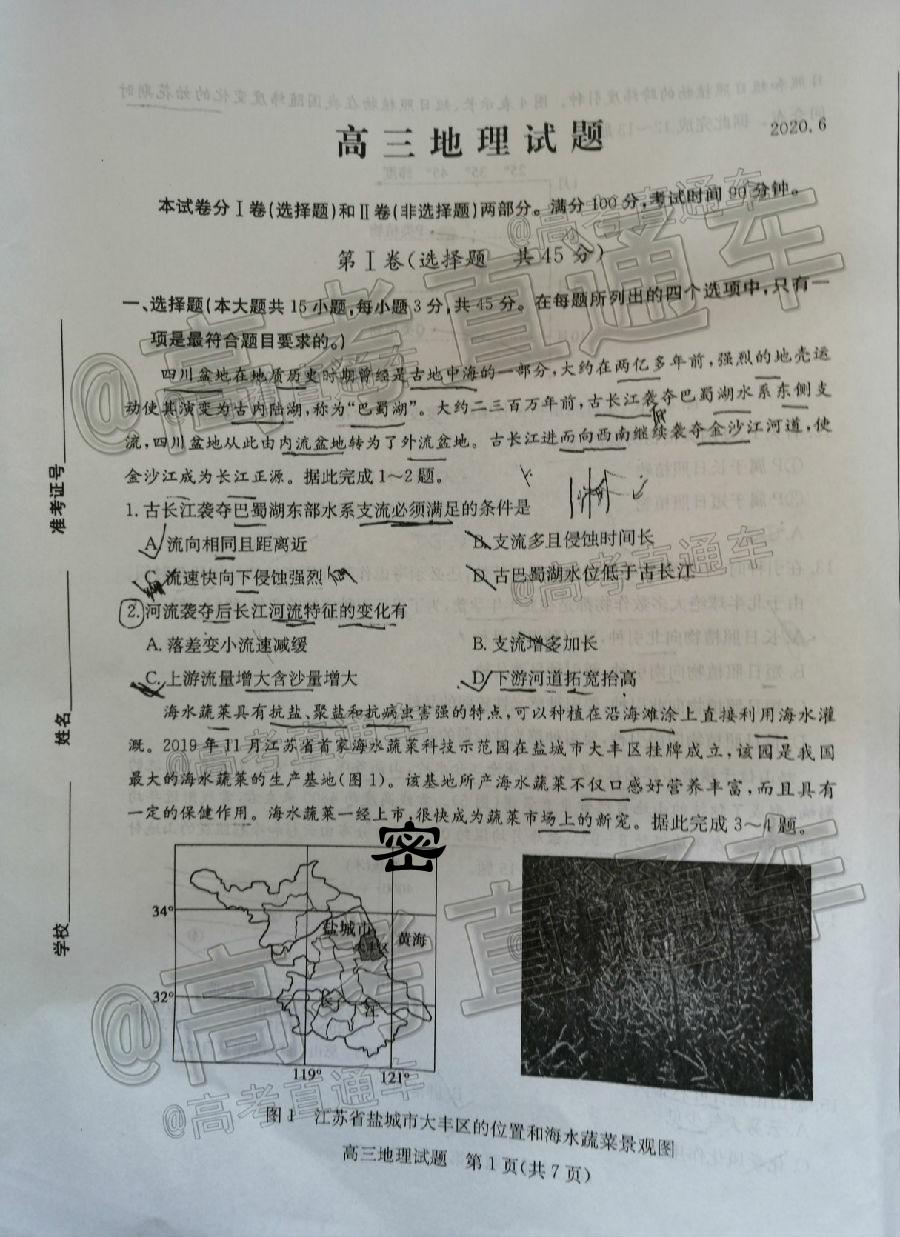 高三地理试题
2020.6
本试卷分Ⅰ卷(选择题)和Ⅱ卷(非选择题)两部分。满分100分,考试时间90分钟。
第Ⅰ卷(选择题 共45分)
一、选择题(本大题共15小题,每小题3分,共45分。在每题所列出的四个选项中,只有一
项是最符合题目要求的。)
四川盆地在地质历史时期曾经是古地中海的一部分,大约在两亿多年前,强烈的地壳运
动使其演变为古内陆湖,称为“巴蜀湖”。大约二三百万年前,古长江袭夺巴蜀湖水系东侧支
流,四川盆地从此由内流盆地转为了外流盆地。古长江进而向西南继续袭夺金沙江河道,使
金沙江成为长江正源。据此完成1~2题。
1.古长江袭夺巴蜀湖东部水系支流必须满足的条件是
A.流向相同且距离近
B.支流多且侵蚀时间长
C.流速快向下侵蚀强烈
D.古巴蜀湖水位低于古长江
2.河流袭夺后长江河流特征的变化有
A.落差变小流速减缓
B.支流增多加长
C.上游流量增大含沙量增大
D.下游河道拓宽抬高
海水蔬菜具有抗盐、聚盐和抗病虫害强的特点,可以种植在沿海滩涂上直接利用海水灌
溉。2019年11月江苏省首家海水蔬菜科技示范园在盐城市大丰区挂牌成立,该园是我国
最大的海水蔬菜的生产基地(图1)。该基地所产海水蔬菜不仅口感好营养丰富,而且具有
一定的保健作用。海水蔬菜一经上市,很快成为蔬菜市场上的新宠。据此完成3~4题。
密
准考证号
姓名
学校
34°
盐城市
黄海
32°
长
江
119°
121°
图1 江苏省盐城市大丰区的位置和海水蔬菜景观图
高三地理试题 第1页(共7页)
@高考直通车
@高考直通车
@高考直通车
@高考直通车
@高考直通车